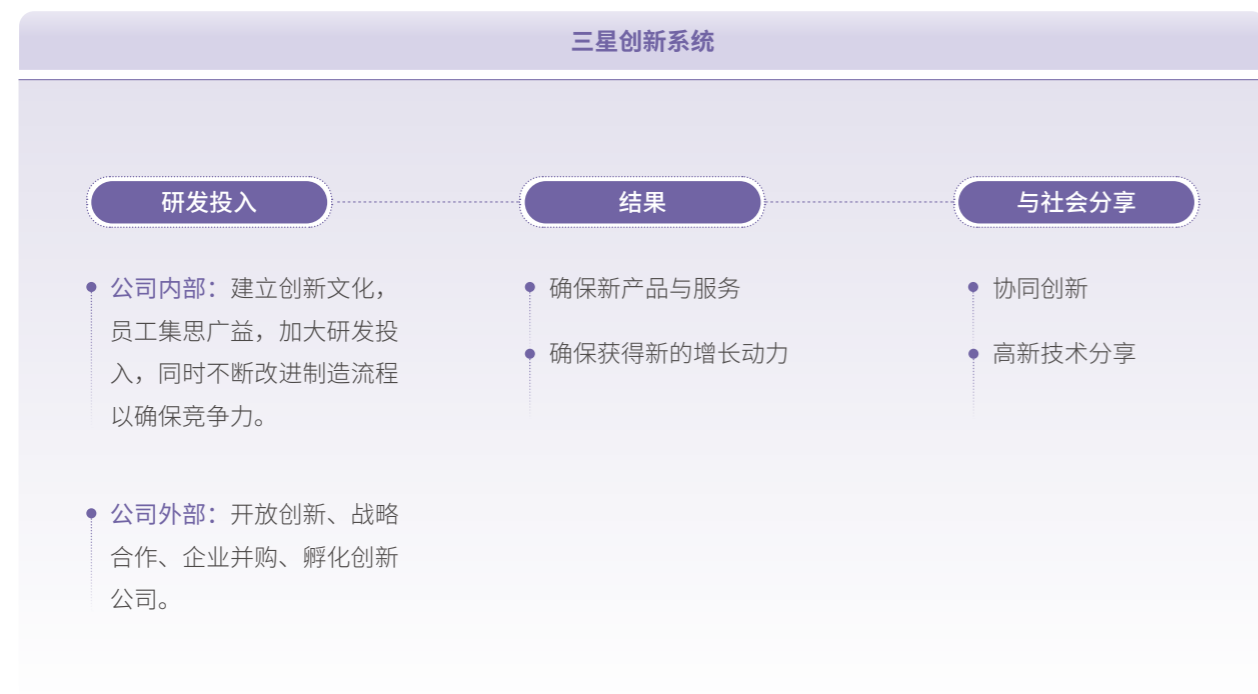 三星创新系统
研发投入
结果
与社会分享
公司内部：建立创新文化，
员工集思广益，加大研发投
入，同时不断改进制造流程
以确保竞争力。
公司外部：开放创新、战略
合作、企业并购、孵化创新
公司。
确保新产品与服务
确保获得新的增长动力
协同创新
高新技术分享